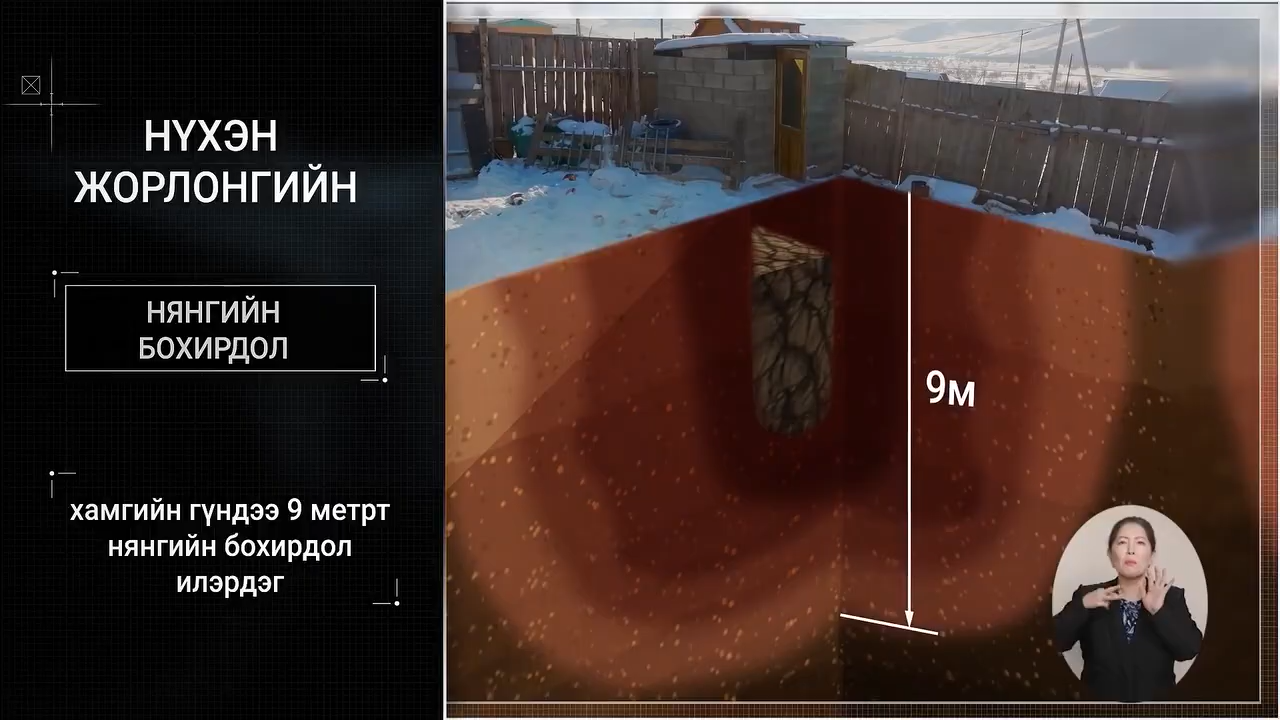 НҮХЭН
ЖОРЛОНГИЙН
НЯНГИЙН
БОХИРДОЛ
хамгийн гүндээ 9 метрт
нянгийн бохирдол
илэрдэг
9м